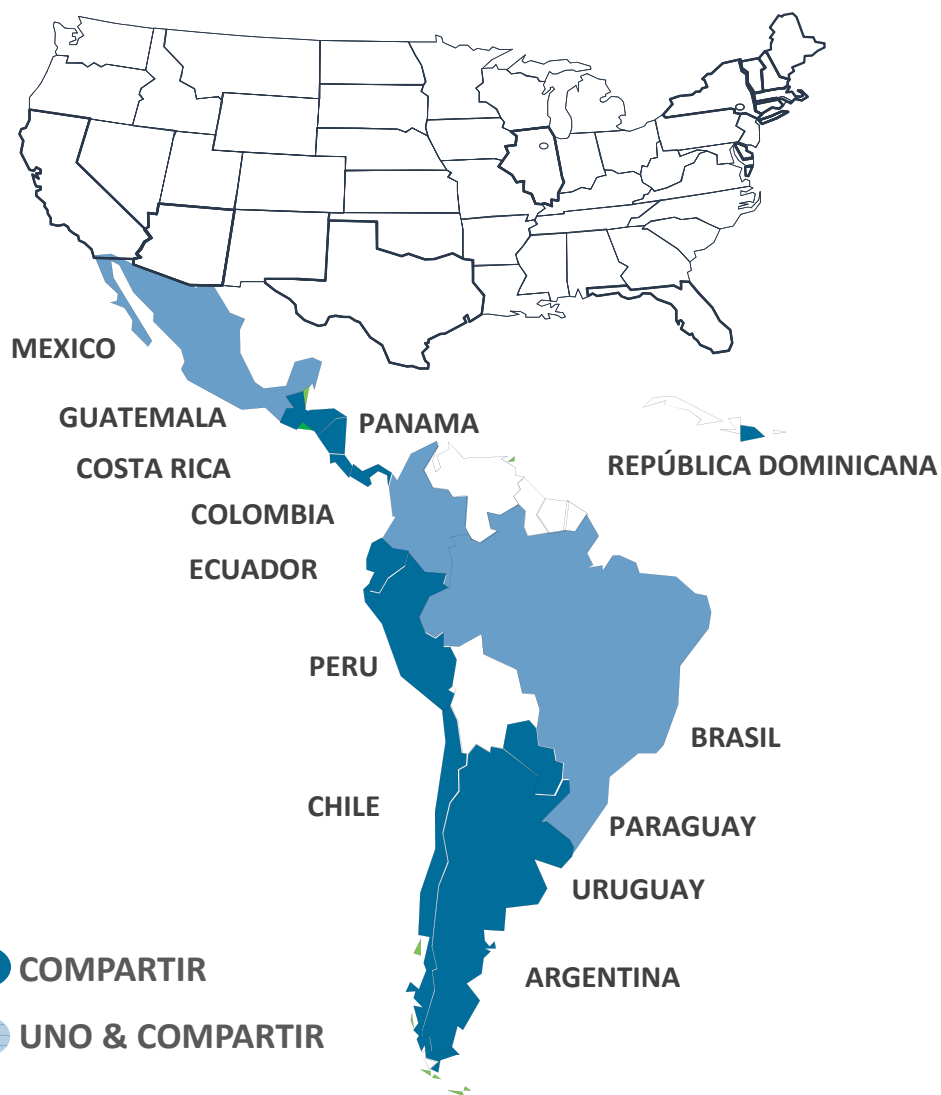 MEXICO
GUATEMALA
PANAMA
COSTA RICA
REPÚBLICA DOMINICANA
COLOMBIA
ECUADOR
PERU
BRASIL
CHILE
PARAGUAY
URUGUAY
COMPARTIR
ARGENTINA
UNO & COMPARTIR